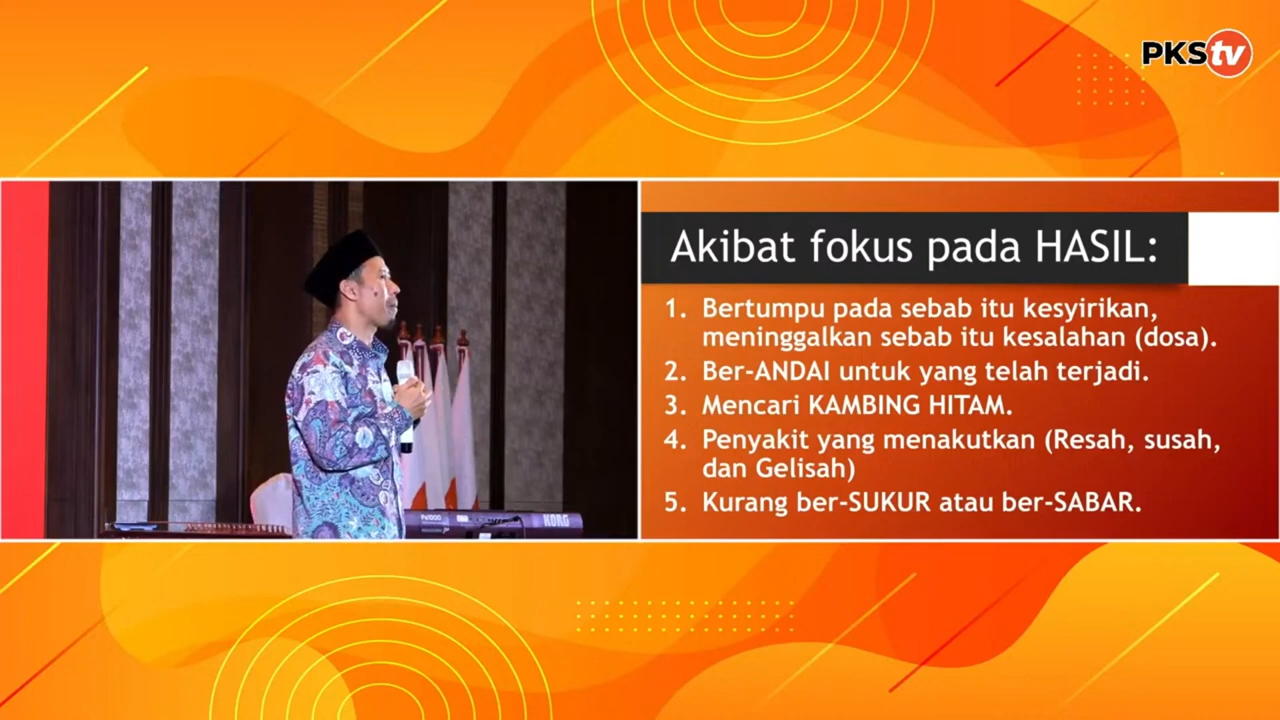 PKStv
Akibat fokus pada HASIL:
1. Bertumpu pada sebab itu kesyirikan,
meninggalkan sebab itu kesalahan (dosa).
2. Ber-ANDAI untuk yang telah terjadi.
3. Mencari KAMBING HITAM.
4. Penyakit yang menakutkan (Resah, susah,
dan Gelisah)
5. Kurang ber-SUKUR atau ber-SABAR.
KORG